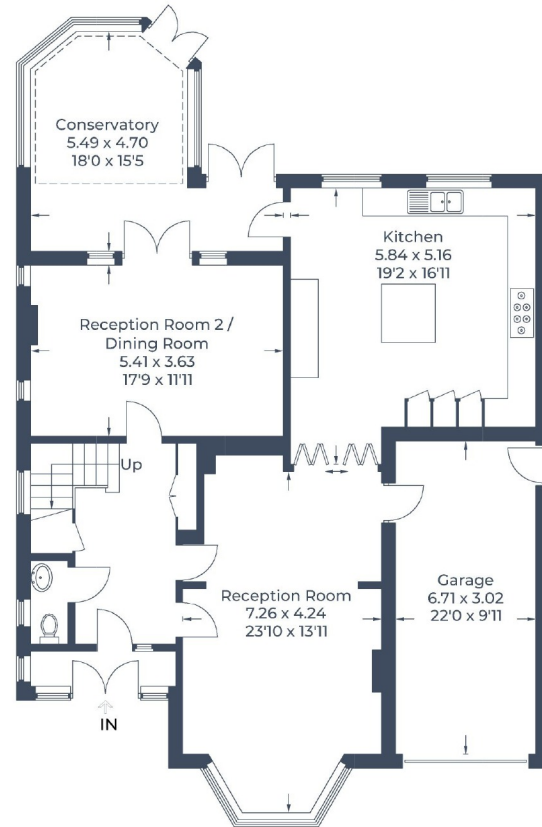 Conservatory
5.49 x 4.70
18'0 x 15'5
Kitchen
5.84 x 5.16
19'2 x 16'11
Reception Room 2 /
Dining Room
5.41 x 3.63
17'9 x 11'11
Up
Reception Room
7.26 x 4.24
23'10 x 13'11
Garage
6.71 x 3.02
22'0 x 9'11
IN